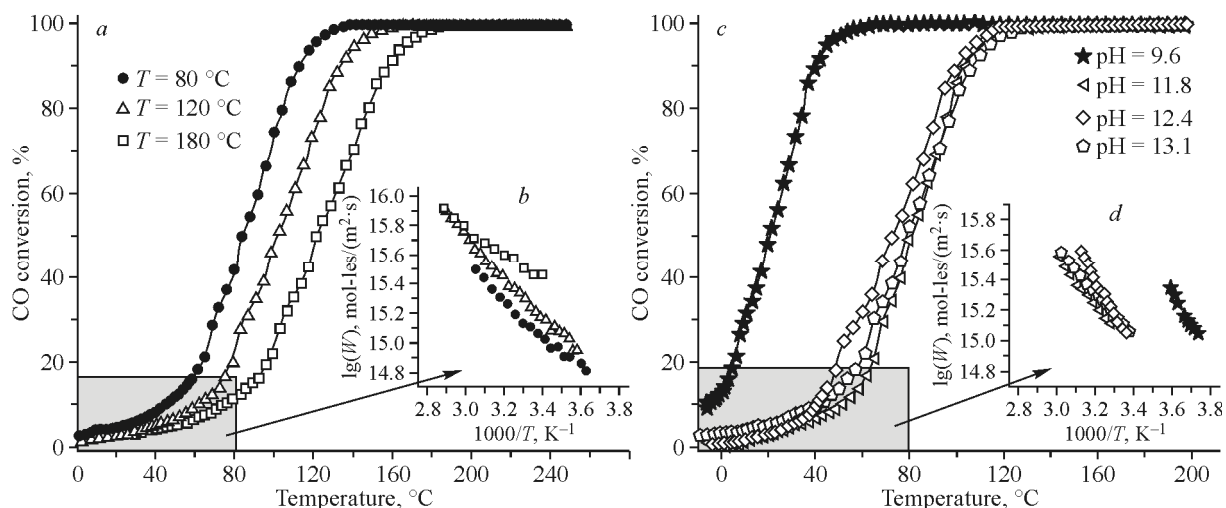 a
CO conversion, %
100
80
60
40
20
0
T = 80 °C
T = 120 °C
T = 180 °C
0 40 80 120 160 200 240
Temperature, °C
b
lg(W), mol-les/(m²·s)
16.0
15.8
15.6
15.4
15.2
15.0
14.8
2.8 3.0 3.2 3.4 3.6 3.8
1000/T, K⁻¹
c
CO conversion, %
100
80
60
40
20
0
pH = 9.6
pH = 11.8
pH = 12.4
pH = 13.1
0 40 80 120 160 200
Temperature, °C
d
lg(W), mol-les/(m²·s)
15.8
15.6
15.4
15.2
15.0
14.8
2.8 3.0 3.2 3.4 3.6 3.8
1000/T, K⁻¹